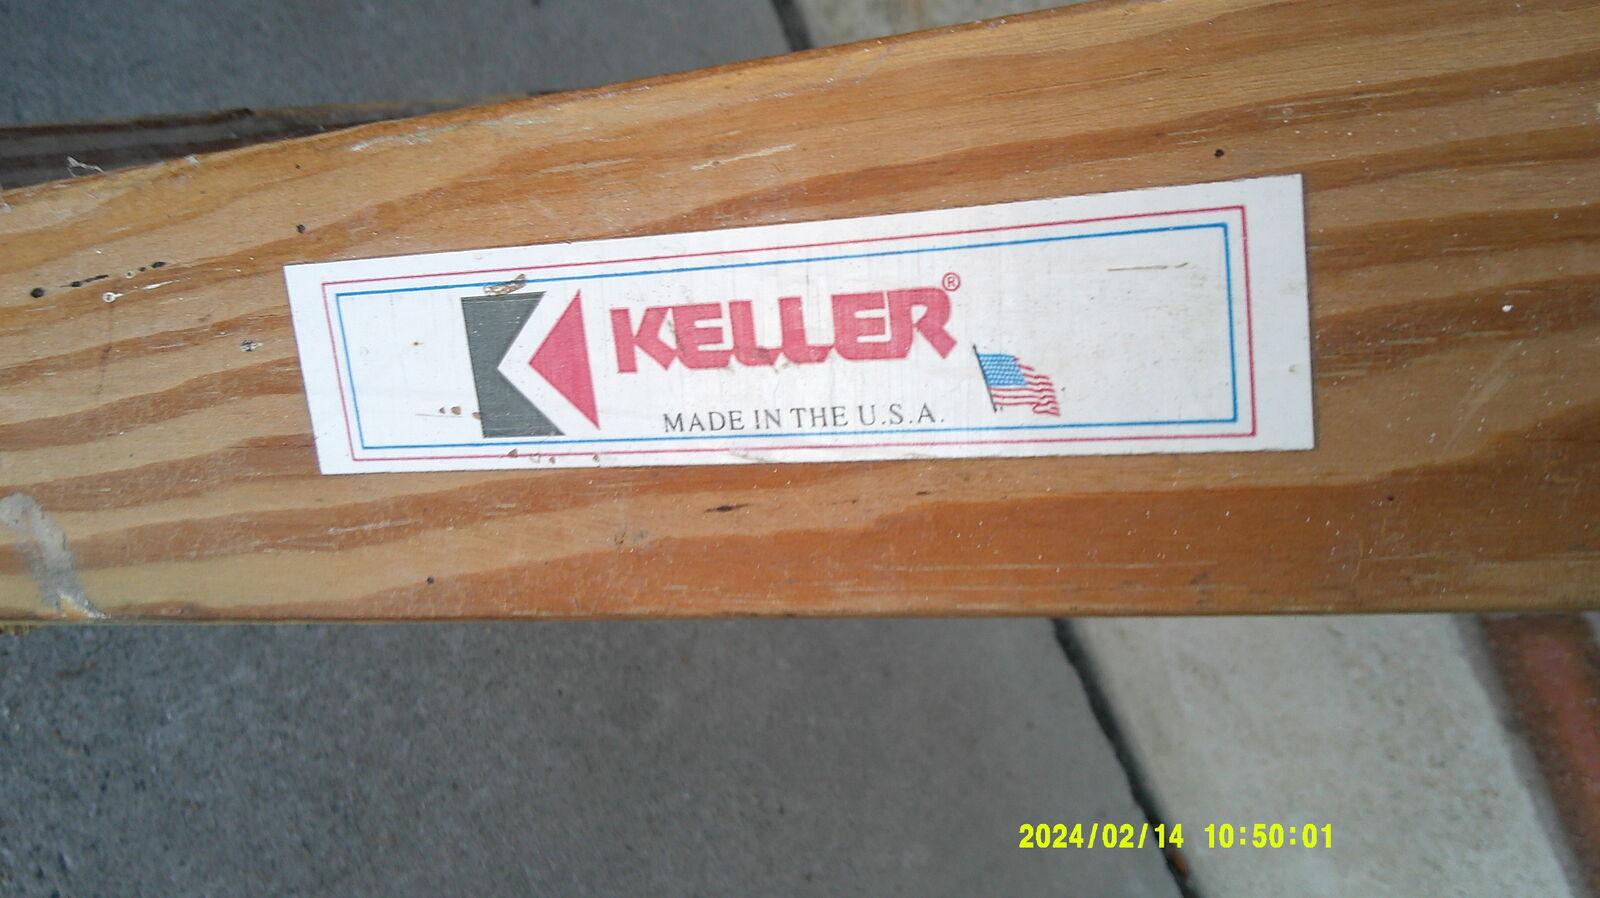 KELLER®
MADE IN THE U.S.A.
2024/02/14 10:50:01